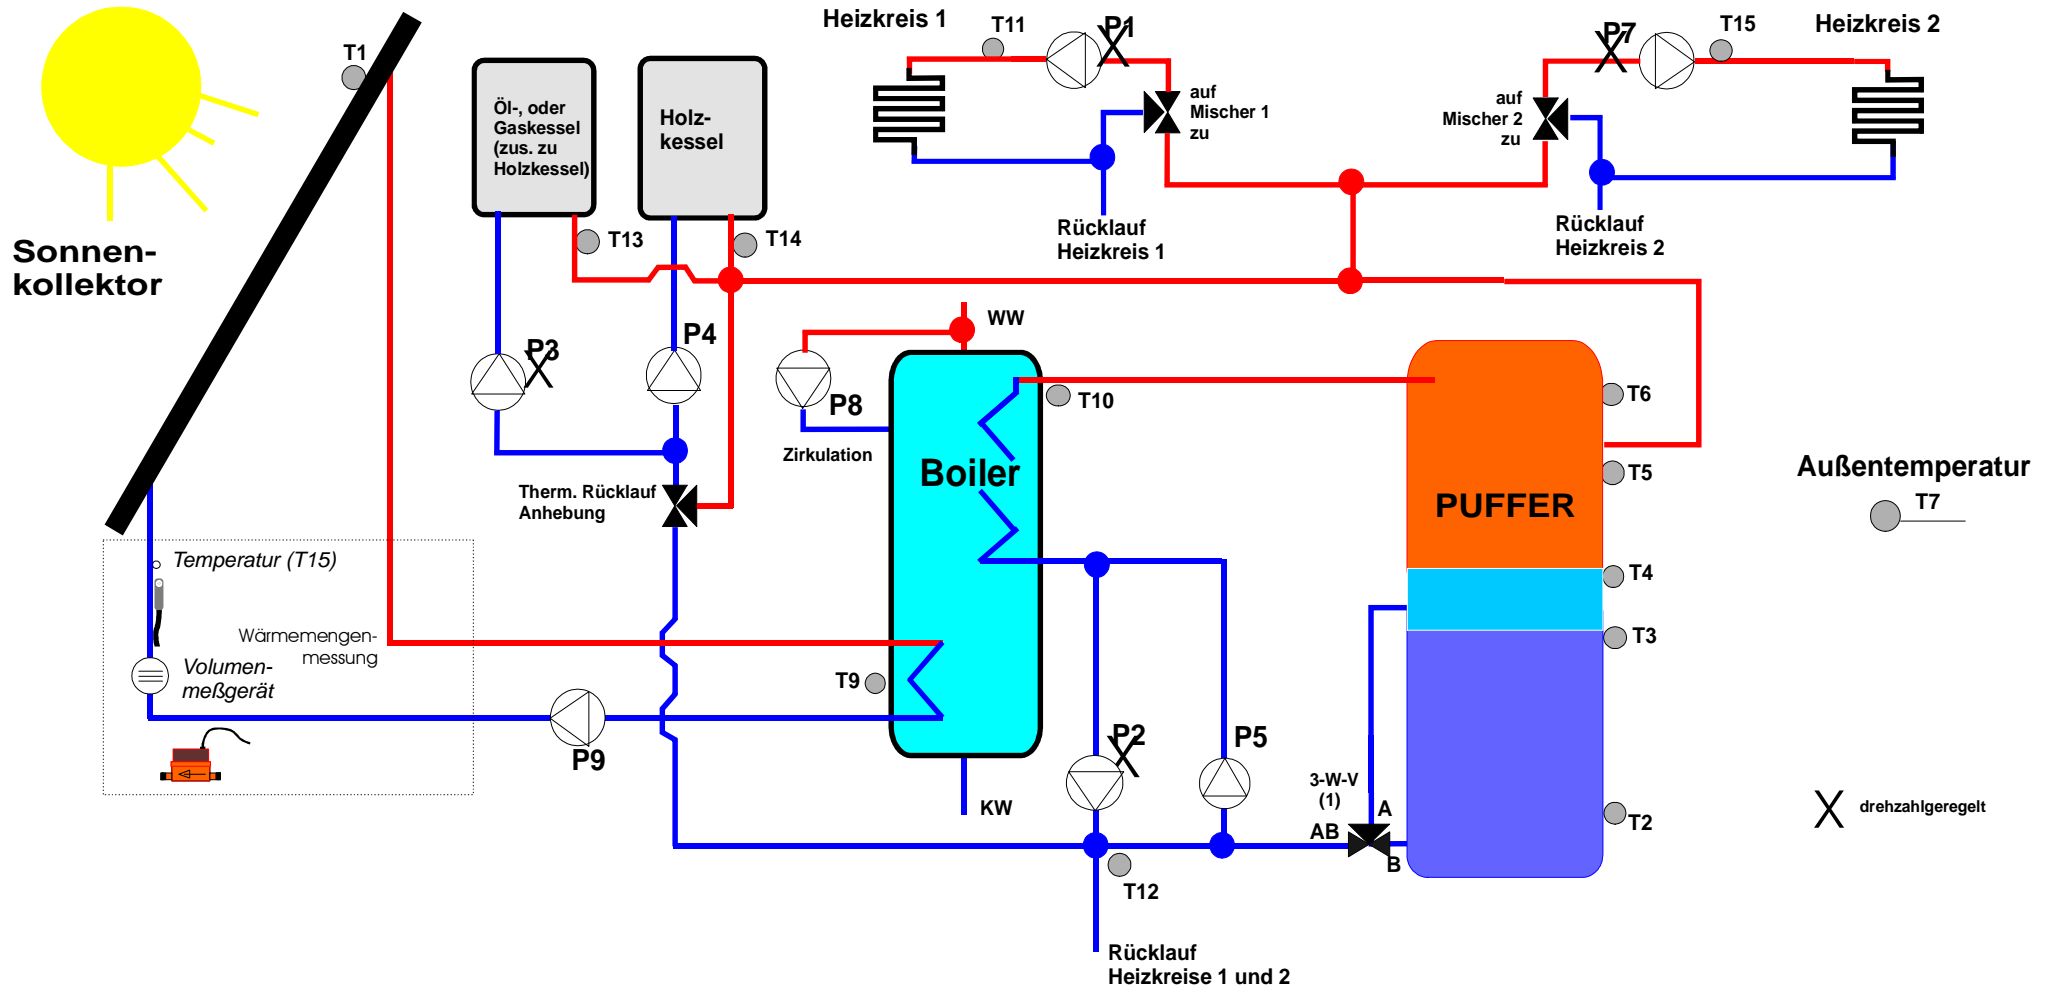 Heizkreis 1
T11
P1
P7
T15
Heizkreis 2
T1
Öl-, oder
Gaskessel
(zus. zu
Holzkessel)
Holz-
kessel
auf
Mischer 1
zu
auf
Mischer 2
zu
Sonnen-
kollektor
T13
T14
Rücklauf
Heizkreis 1
Rücklauf
Heizkreis 2
P3
P4
WW
P8
Zirkulation
T10
T6
Boiler
PUFFER
T5
Außentemperatur
T7
Therm. Rücklauf
Anhebung
Temperatur (T15)
T4
Wärmemengen-
messung
T3
Volumen-
meßgerät
T9
P9
P2
P5
KW
3-W-V
(1)
A
AB
B
T2
X drehzahlgeregelt
T12
Rücklauf
Heizkreise 1 und 2